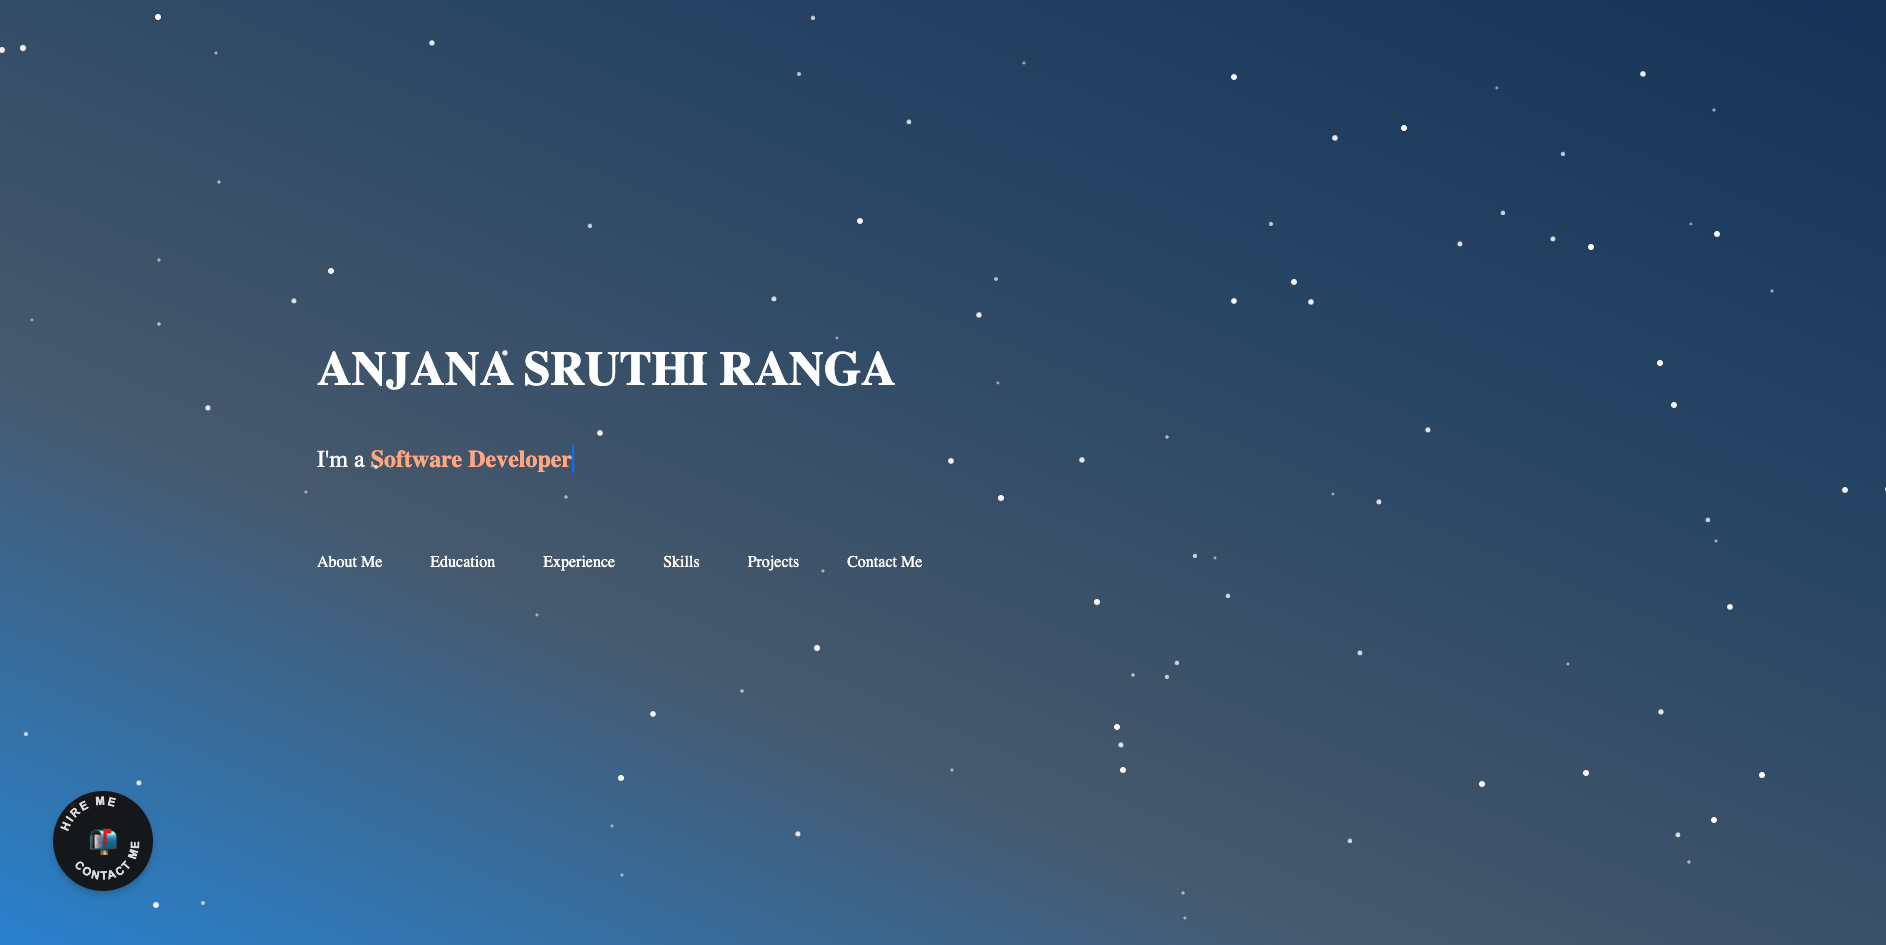 ANJANA SRUTHI RANGA
I'm a Software Developer
About Me Education Experience Skills Projects Contact Me
HIRE ME
CONTACT ME